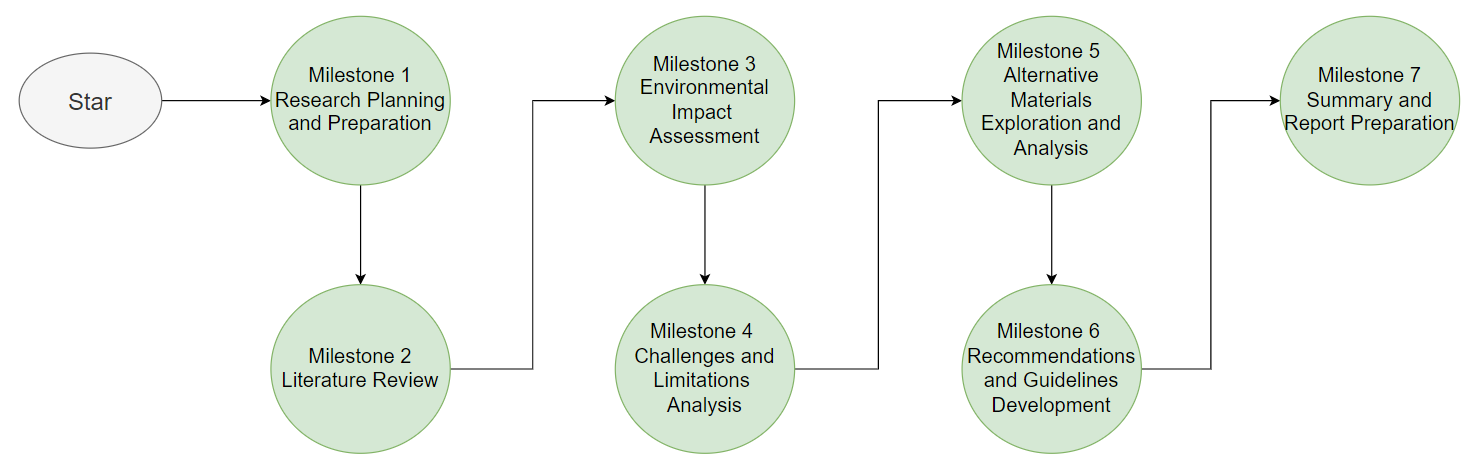 Star
Milestone 1
Research Planning
and Preparation
Milestone 2
Literature Review
Milestone 3
Environmental
Impact
Assessment
Milestone 4
Challenges and
Limitations
Analysis
Milestone 5
Alternative
Materials
Exploration and
Analysis
Milestone 6
Recommendations
and Guidelines
Development
Milestone 7
Summary and
Report Preparation